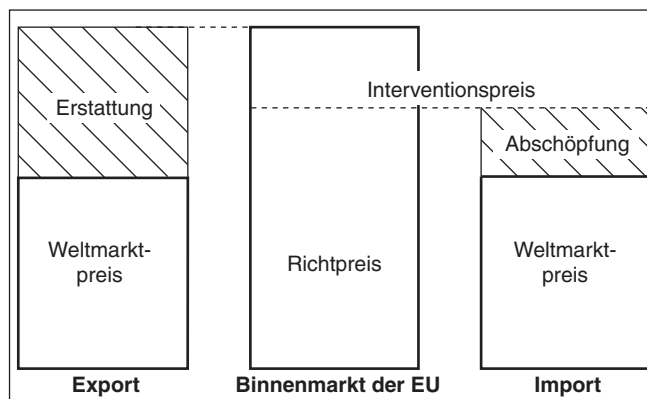 Interventionspreis
Erstattung
Abschöpfung
Weltmarkt-
preis
Richtpreis
Weltmarkt-
preis
Export
Binnenmarkt der EU
Import